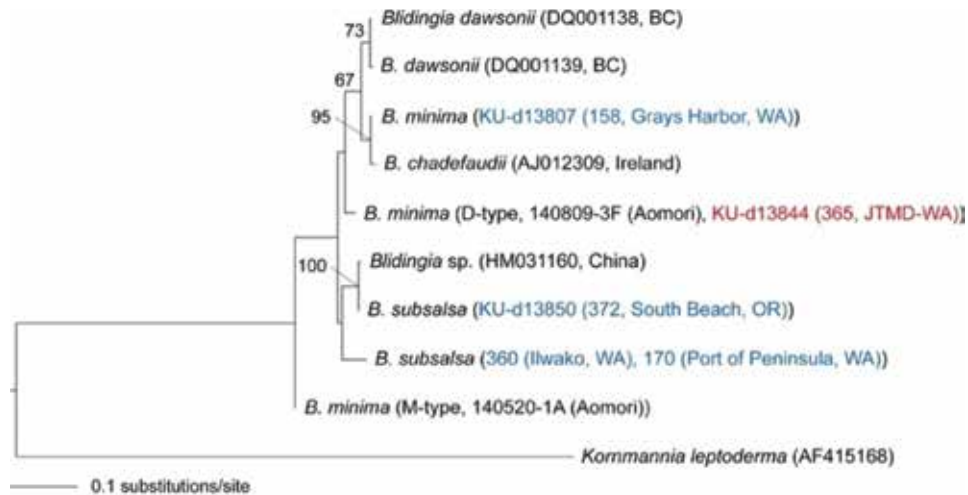 Blidingia dawsonii (DQ001138, BC)
73
B. dawsonii (DQ001139, BC)
67
B. minima (KU-d13807 (158, Grays Harbor, WA))
95
B. chadefaudii (AJ012309, Ireland)
B. minima (D-type, 140809-3F (Aomori), KU-d13844 (365, JTMD-WA))
Blidingia sp. (HM031160, China)
100
B. subsalsa (KU-d13850 (372, South Beach, OR))
B. subsalsa (360 (Ilwako, WA), 170 (Port of Peninsula, WA))
B. minima (M-type, 140520-1A (Aomori))
Kornmannia leptoderma (AF415168)
0.1 substitutions/site